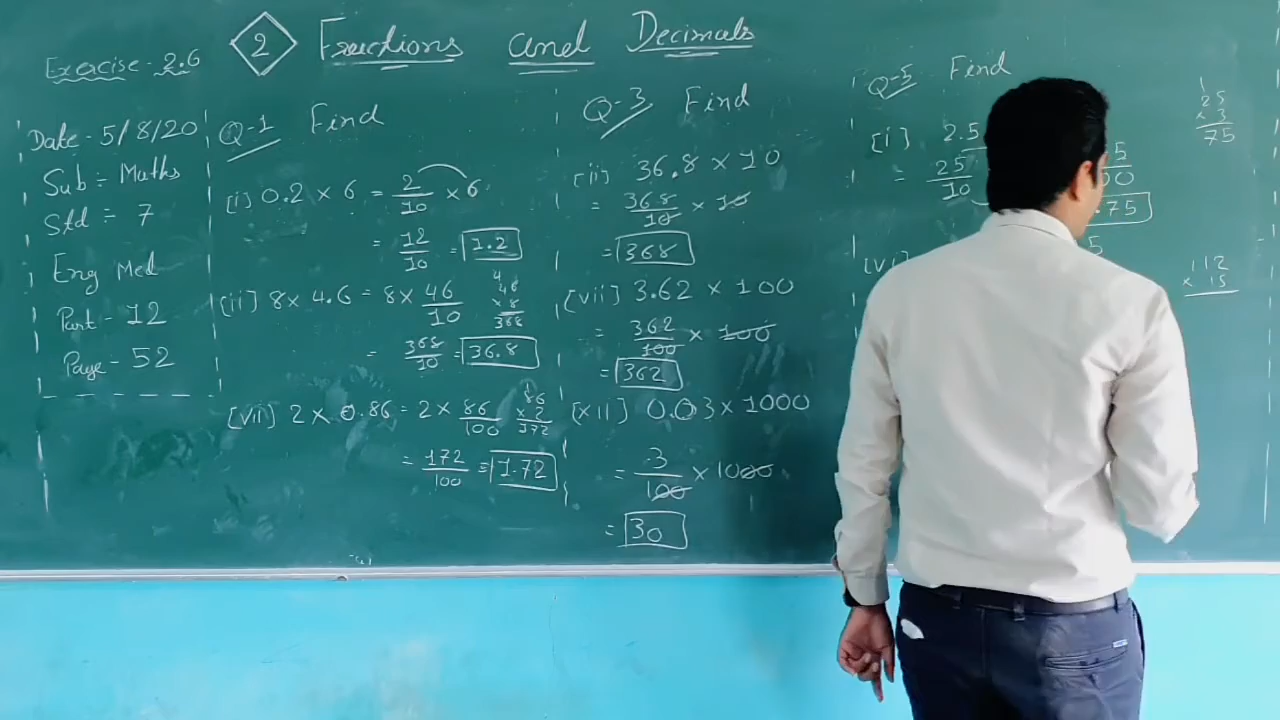 2 Fractions and Decimals
Exercise - 2.6
Date - 5/8/20
Sub :- Maths
Std :- 7
Eng Med
Part - 12
Page - 52
Q-1 Find
[i] 0.2 × 6 = 2/10 × 6
= 12/10 = 1.2
[ii] 8 × 4.6 = 8 × 46/10
4
46
× 8
368
= 368/10 = 36.8
[vii] 2 × 0.86 = 2 × 86/100
1
86
× 2
172
= 172/100 = 1.72
Q-3 Find
[ii] 36.8 × 10
= 368/10 × 10
= 368
[vii] 3.62 × 100
= 362/100 × 100
= 362
[xii] 0.03 × 1000
= 3/100 × 1000
= 30
Q-5 Find
[i] 2.5
= 25/10
.75
1
25
× 3
75
[vi]
112
× 15